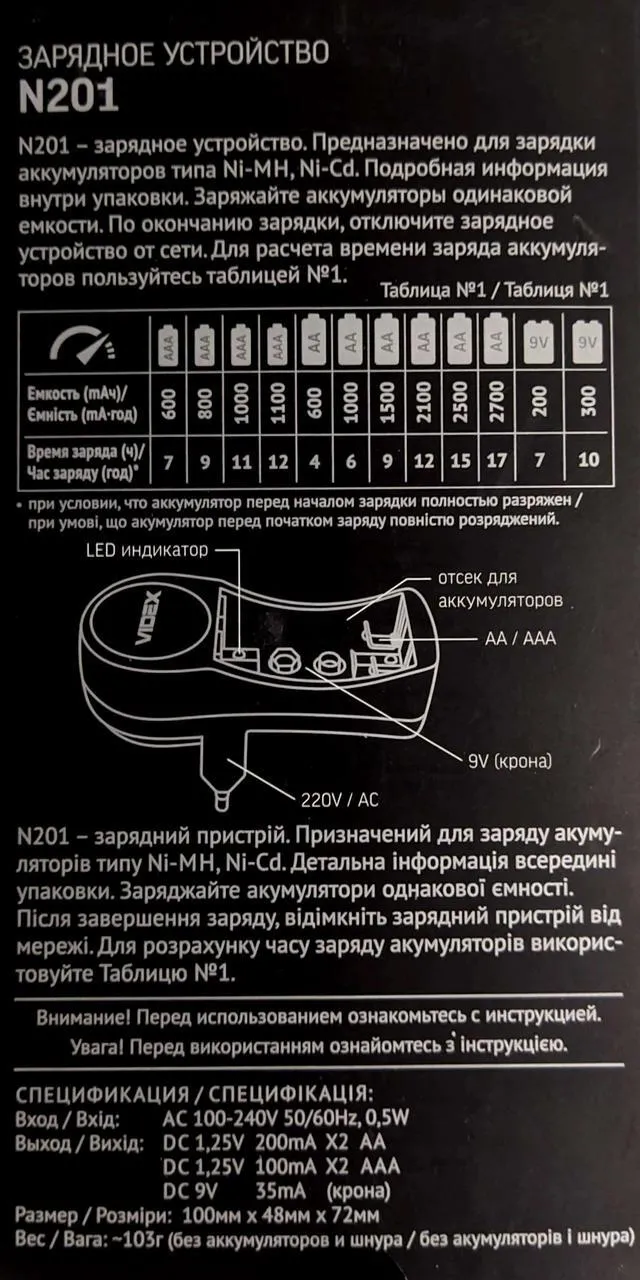 ЗАРЯДНОЕ УСТРОЙСТВО
N201
N201 – зарядное устройство. Предназначено для зарядки
аккумуляторов типа Ni-MH, Ni-Cd. Подробная информация
внутри упаковки. Заряжайте аккумуляторы одинаковой
емкости. По окончанию зарядки, отключите зарядное
устройство от сети. Для расчета времени заряда аккумуля-
торов пользуйтесь таблицей №1.
Таблица №1 / Таблиця №1
AAA AAA AAA AAA AA AA AA AA AA AA 9V 9V
Емкость (mAч)/
Ємність (mA·год)
600 800 1000 1100 600 1000 1500 2100 2500 2700 200 300
Время заряда (ч)/
Час заряду (год)*
7 9 11 12 4 6 9 12 15 17 7 10
• при условии, что аккумулятор перед началом зарядки полностью разряжен /
при умові, що акумулятор перед початком заряду повністю розряджений.
LED индикатор
отсек для
аккумуляторов
VIDEX
AA / AAA
9V (крона)
220V / AC
N201 – зарядний пристрій. Призначений для заряду акуму-
ляторів типу Ni-MH, Ni-Cd. Детальна інформація всередині
упаковки. Заряджайте акумулятори однакової ємності.
Після завершення заряду, відімкніть зарядний пристрій від
мережі. Для розрахунку часу заряду акумуляторів використ-
товуйте Таблицю №1.
Внимание! Перед использованием ознакомьтесь с инструкцией.
Увага! Перед використанням ознайомтесь з інструкцією.
СПЕЦИФИКАЦИЯ / СПЕЦИФІКАЦІЯ:
Вход / Вхід: AC 100-240V 50/60Hz, 0,5W
Выход / Вихід: DC 1,25V 200mA X2 AA
DC 1,25V 100mA X2 AAA
DC 9V 35mA (крона)
Размер / Розміри: 100мм x 48мм x 72мм
Вес / Вага: ~103г (без аккумуляторов и шнура / без акумуляторів і шнура)